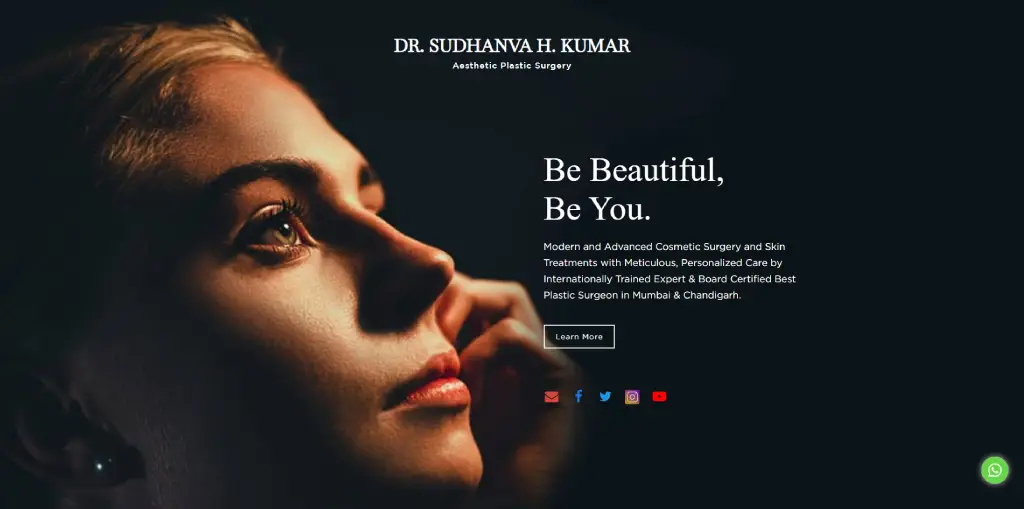 DR. SUDHANVA H. KUMAR
Aesthetic Plastic Surgery
Be Beautiful,
Be You.
Modern and Advanced Cosmetic Surgery and Skin
Treatments with Meticulous, Personalized Care by
Internationally Trained Expert & Board Certified Best
Plastic Surgeon in Mumbai & Chandigarh.
Learn More